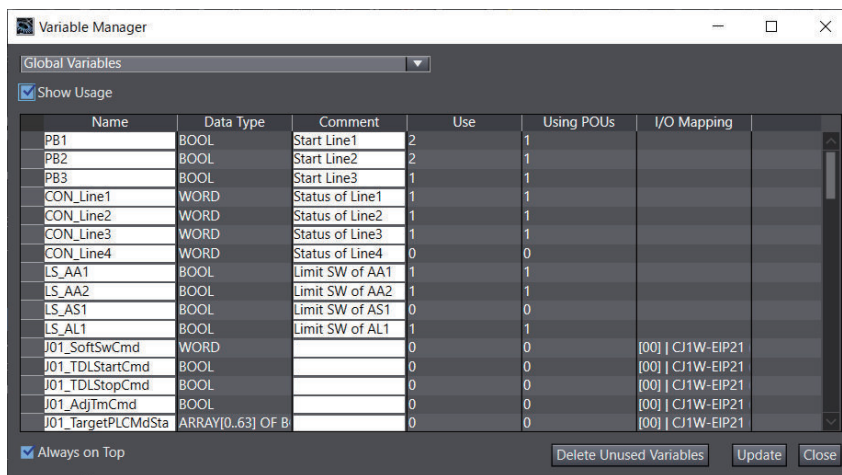 Variable Manager
Global Variables
Show Usage
Name Data Type Comment Use Using POUs I/O Mapping
PB1 BOOL Start Line1 2 1
PB2 BOOL Start Line2 2 1
PB3 BOOL Start Line3 1 1
CON_Line1 WORD Status of Line1 1 1
CON_Line2 WORD Status of Line2 1 1
CON_Line3 WORD Status of Line3 1 1
CON_Line4 WORD Status of Line4 0 0
LS_AA1 BOOL Limit SW of AA1 1 1
LS_AA2 BOOL Limit SW of AA2 1 1
LS_AS1 BOOL Limit SW of AS1 0 0
LS_AL1 BOOL Limit SW of AL1 1 1
J01_SoftSwCmd WORD 0 0 [00] | CJ1W-EIP21
J01_TDLStartCmd BOOL 0 0 [00] | CJ1W-EIP21
J01_TDLStopCmd BOOL 0 0 [00] | CJ1W-EIP21
J01_AdjTmCmd BOOL 0 0 [00] | CJ1W-EIP21
J01_TargetPLCMdSta ARRAY[0..63] OF B 0 0 [00] | CJ1W-EIP21
Always on Top Delete Unused Variables Update Close